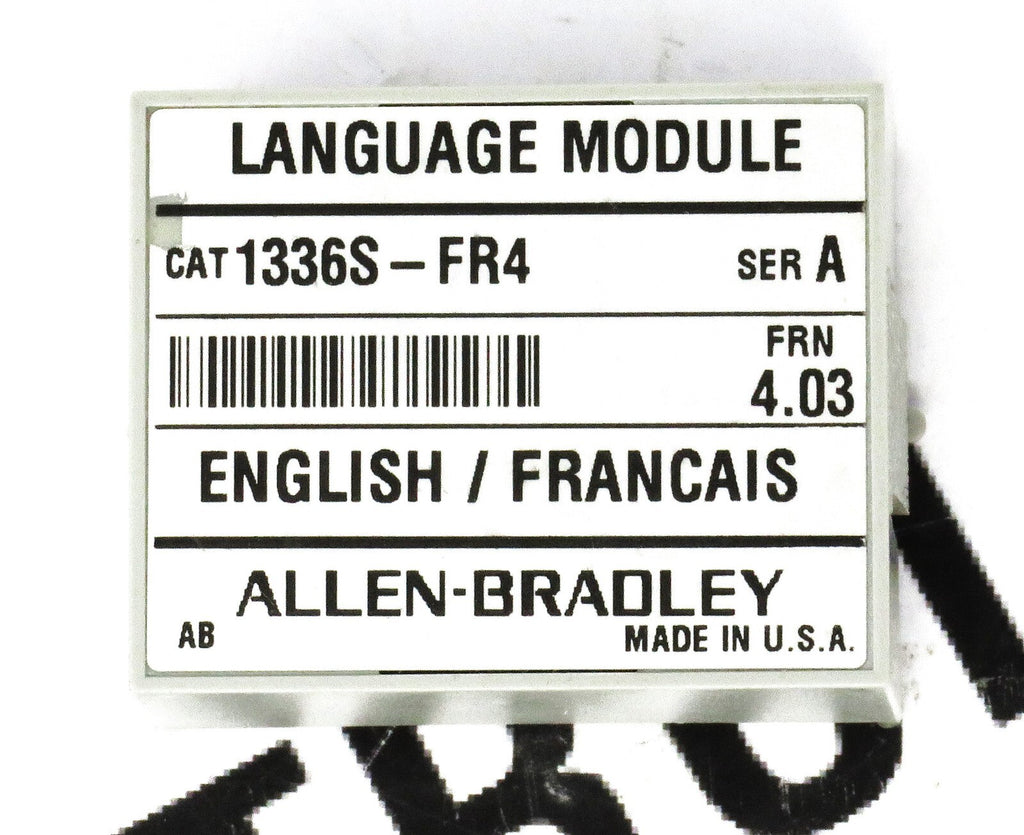 LANGUAGE MODULE
CAT 1336S – FR4 SER A
FRN
4.03
ENGLISH / FRANCAIS
ALLEN-BRADLEY
AB MADE IN U.S.A.